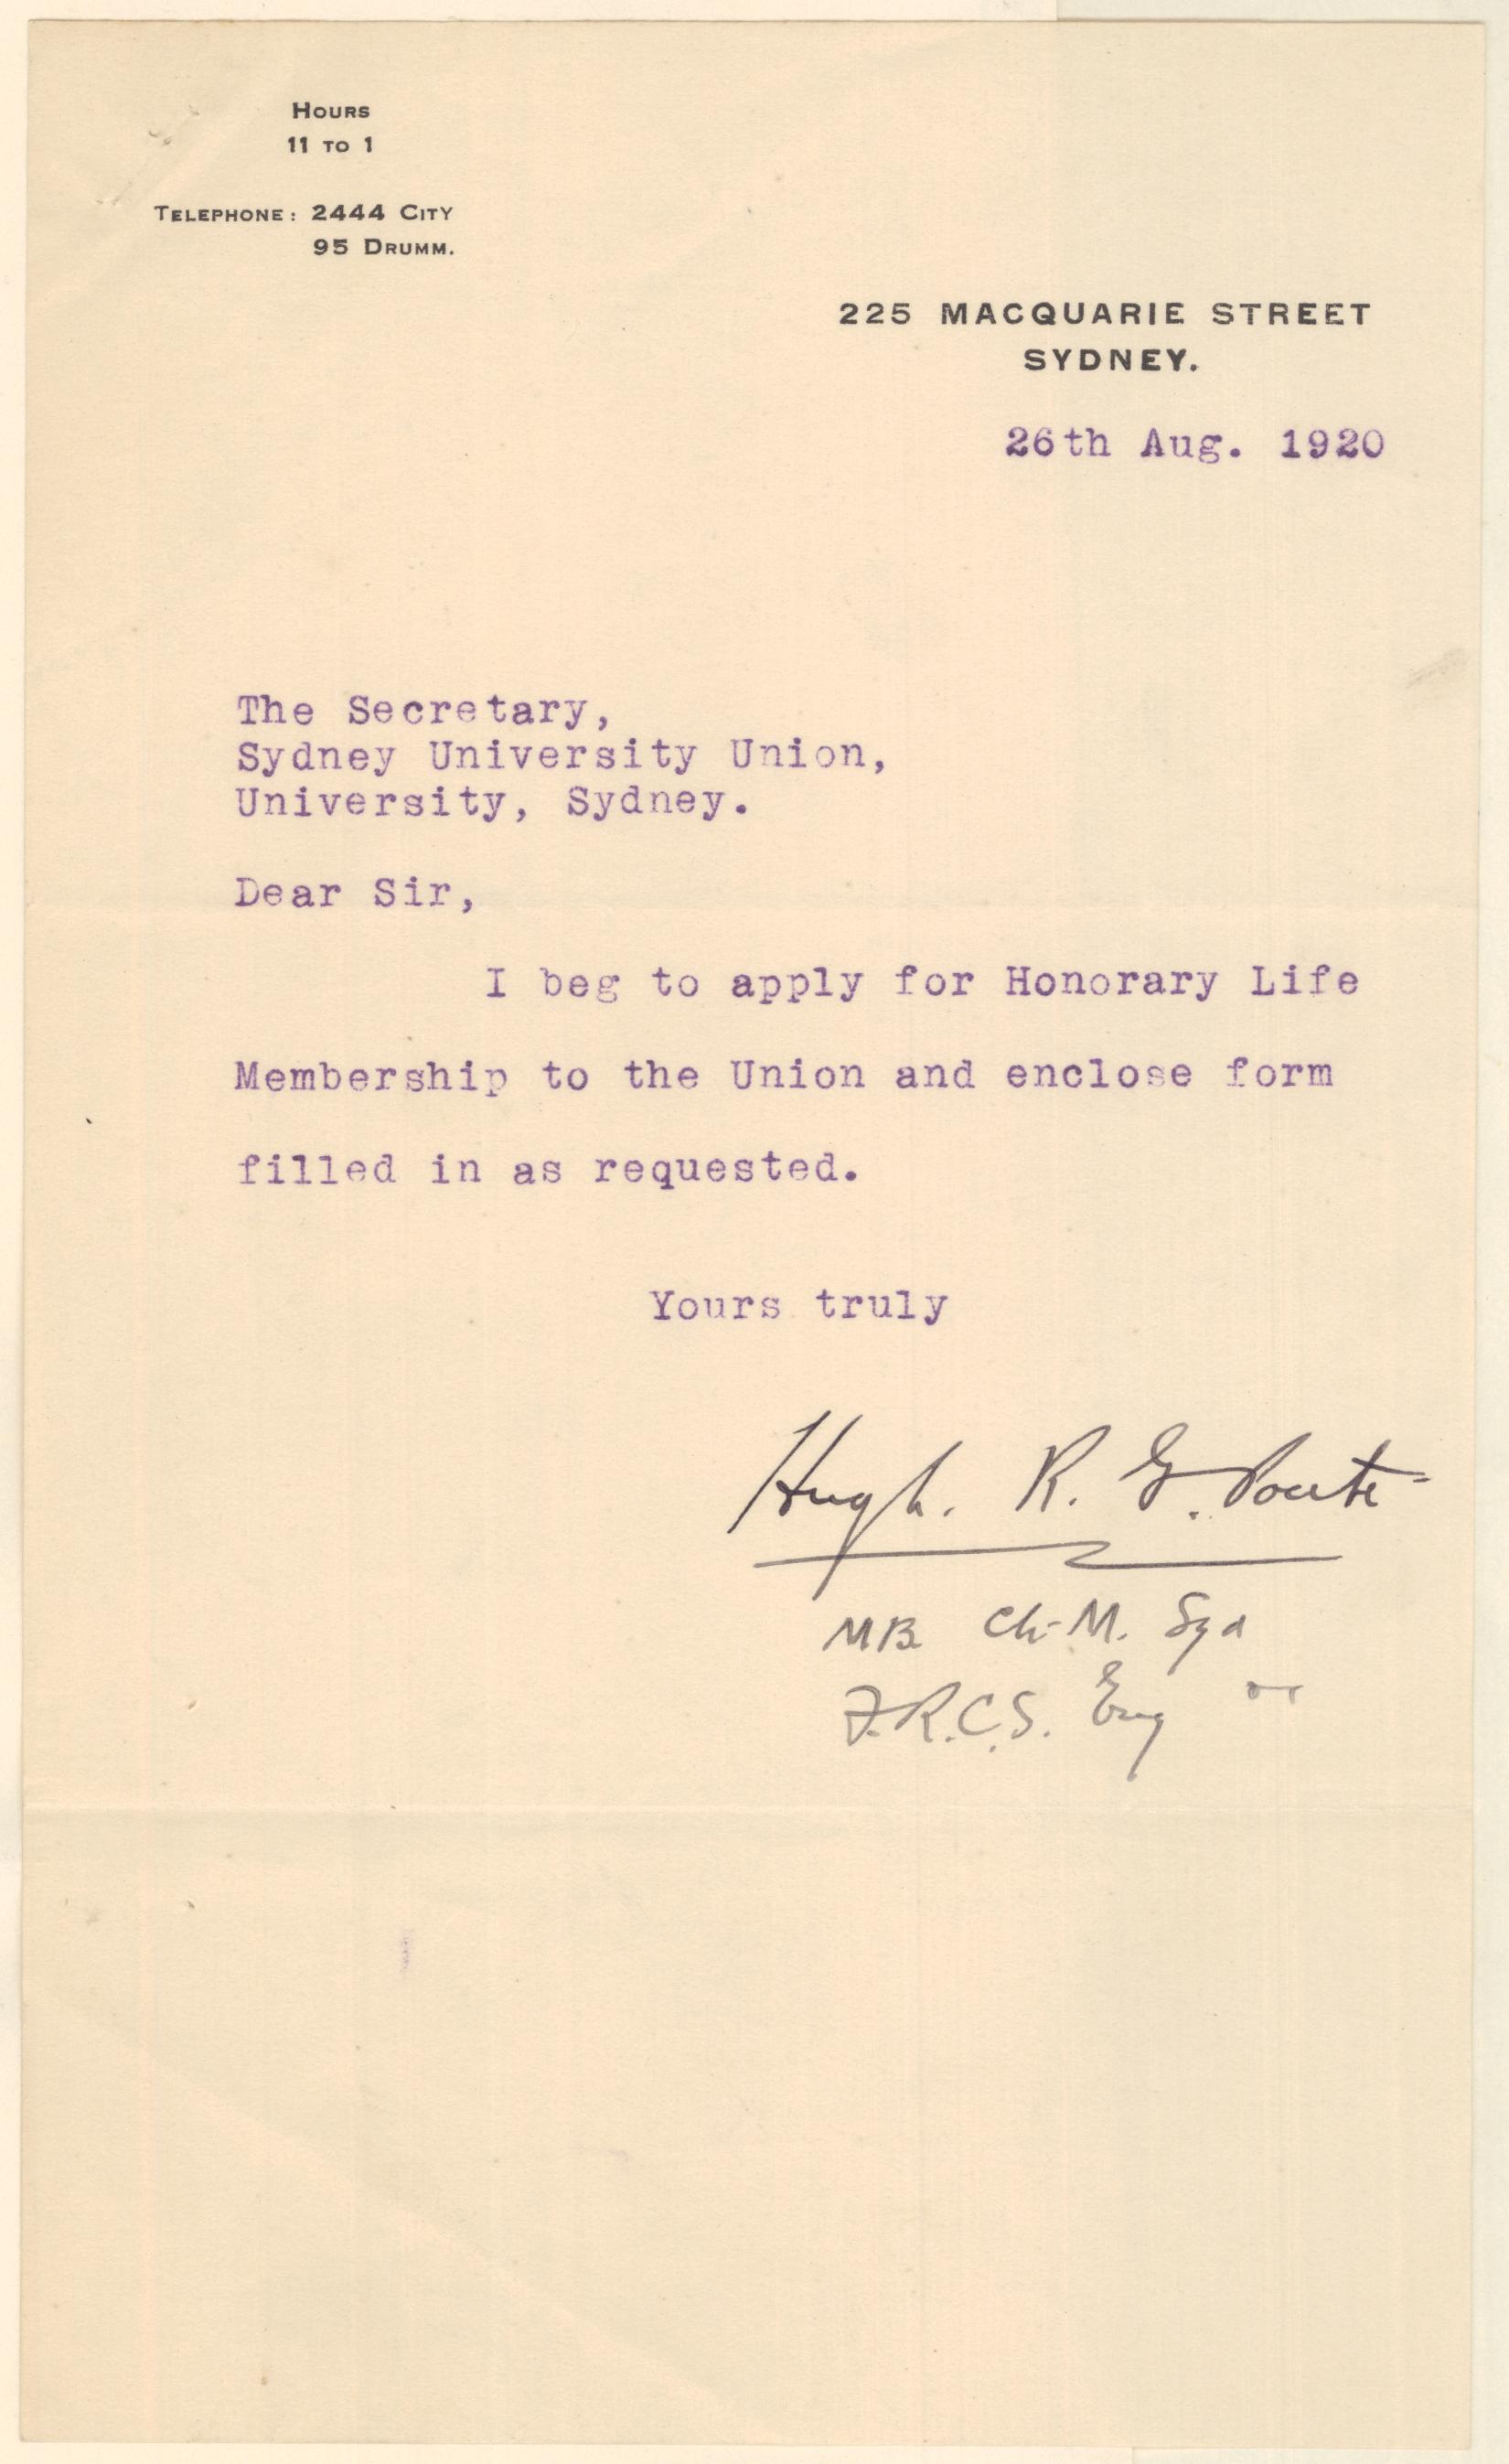 HOURS
11 TO 1
TELEPHONE: 2444 CITY
95 DRUMM.
225 MACQUARIE STREET
SYDNEY.
26th Aug. 1920
The Secretary,
Sydney University Union,
University, Sydney.
Dear Sir,
I beg to apply for Honorary Life
Membership to the Union and enclose form
filled in as requested.
Yours truly
Hugh. R. G. Poate
MB Ch-M. Syd
F.R.C.S. Eng